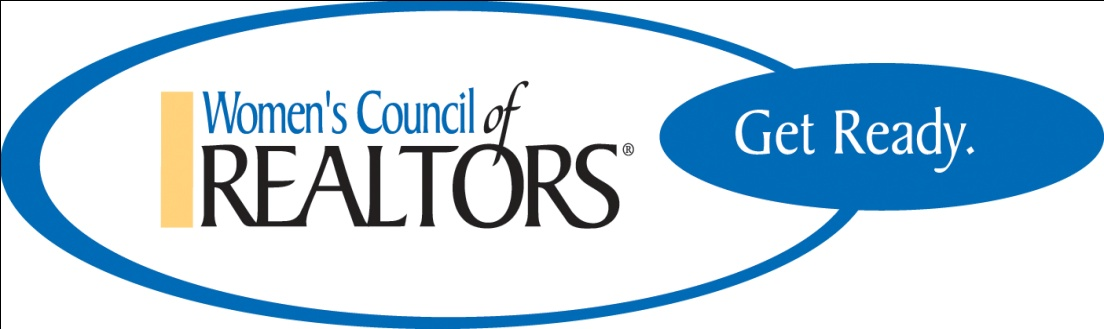 Women's Council of
REALTORS®
Get Ready.